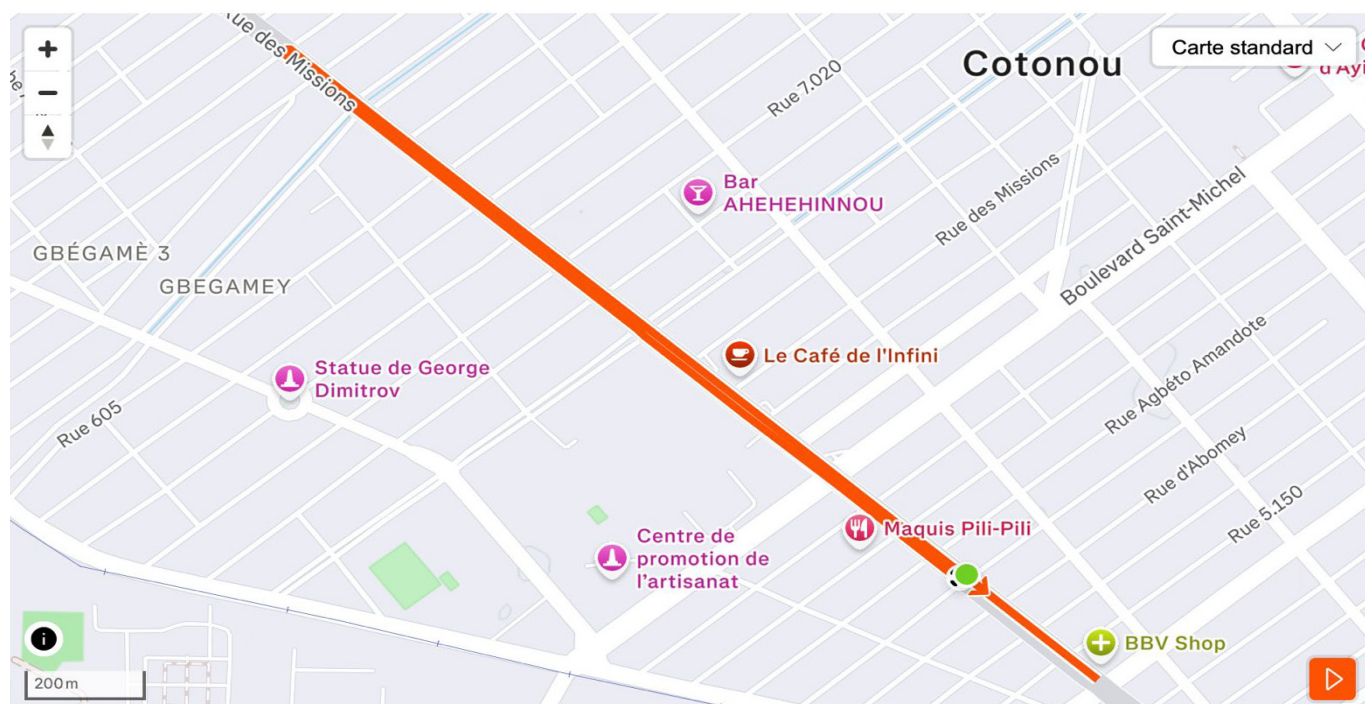 Rue des Missions
Cotonou
Carte standard
d'Ayi
Rue 7.020
Bar
AHEHEHINNOU
Rue des Missions
Boulevard Saint-Michel
GBÉGAMÈ 3
GBEGAMEY
Le Café de l'Infini
Statue de George
Dimitrov
Rue Agbéto Amandote
Rue 605
Rue d'Abomey
Rue 5.150
Maquis Pili-Pili
Centre de
promotion de
l'artisanat
BBV Shop
200 m